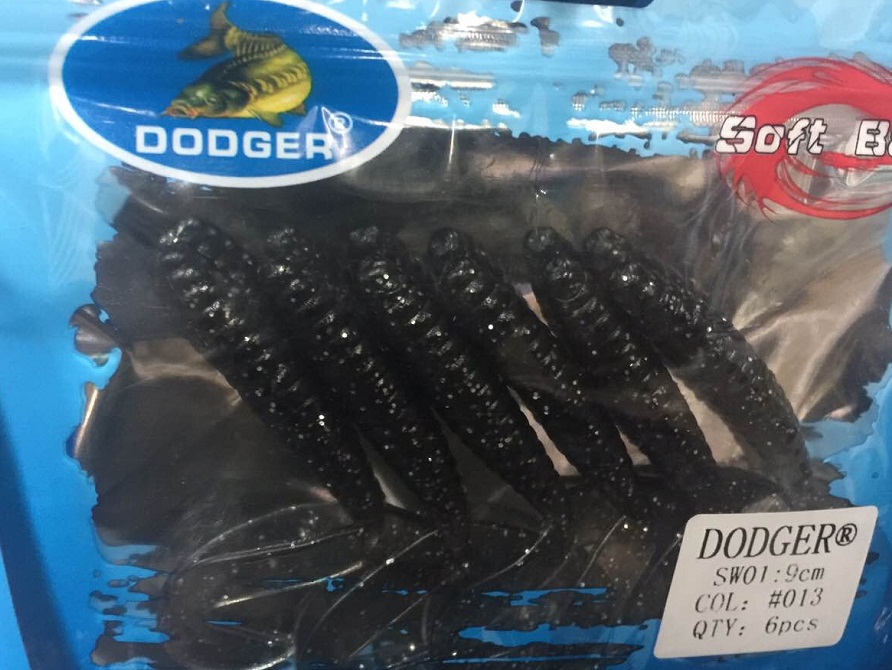 DODGER®
Soft
DODGER®
SW01:9cm
COL: #013
QTY: 6pcs